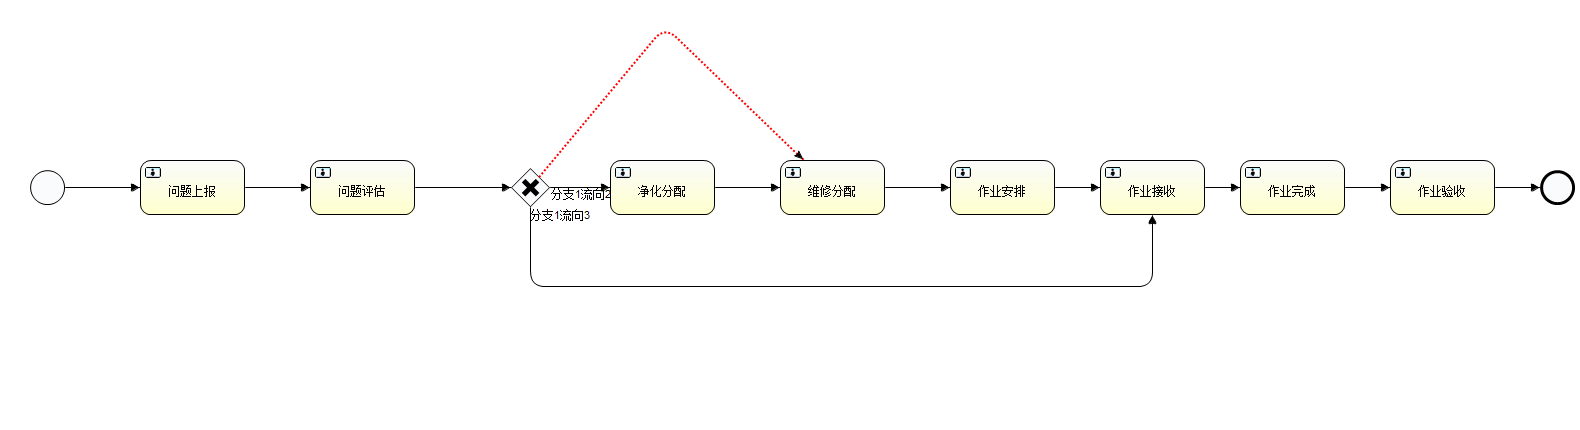 问题上报
问题评估
分支1流向2
分支1流向3
净化分配
维修分配
作业安排
作业接收
作业完成
作业验收